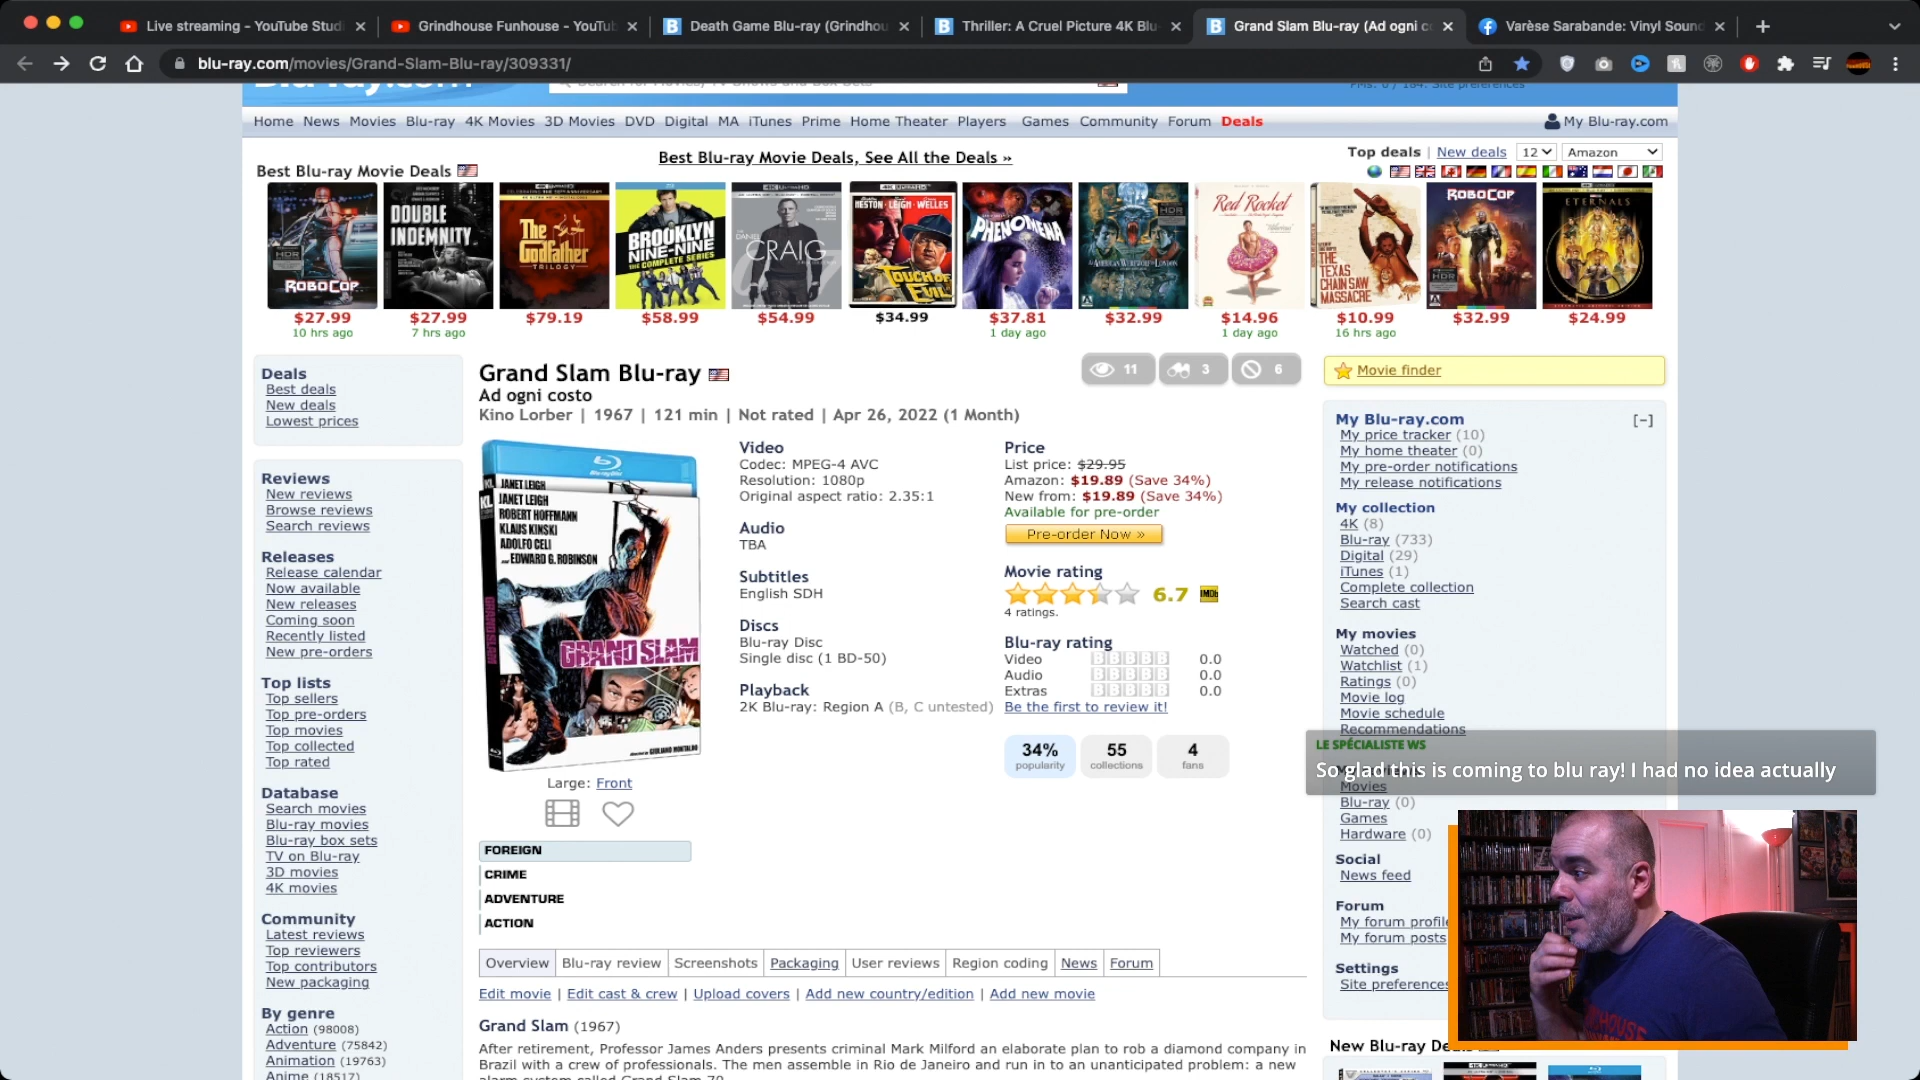 Live streaming - YouTube Studi
Grindhouse Funhouse - YouTub
Death Game Blu-ray (Grindhou
Thriller: A Cruel Picture 4K Blu-
Grand Slam Blu-ray (Ad ogni c
Varèse Sarabande: Vinyl Soun
blu-ray.com/movies/Grand-Slam-Blu-ray/309331/
Home News Movies Blu-ray 4K Movies 3D Movies DVD Digital MA iTunes Prime Home Theater Players Games Community Forum Deals
My Blu-ray.com
Best Blu-ray Movie Deals
Best Blu-ray Movie Deals, See All the Deals »
Top deals | New deals 12 Amazon
ROBOCOP
DOUBLE INDEMNITY
The Godfather TRILOGY
BROOKLYN NINE-NINE THE COMPLETE SERIES
DANIEL CRAIG
HESTON · LEIGH · WELLES TOUCH OF EVIL
PHENOMENA
Red Rocket
THE TEXAS CHAIN SAW MASSACRE
ROBOCOP
ETERNALS
$27.99 $27.99 $79.19 $58.99 $54.99 $34.99 $37.81 $32.99 $14.96 $10.99 $32.99 $24.99
10 hrs ago 7 hrs ago 1 day ago 1 day ago 16 hrs ago
Deals
Best deals
New deals
Lowest prices
Reviews
New reviews
Browse reviews
Search reviews
Releases
Release calendar
Now available
New releases
Coming soon
Recently listed
New pre-orders
Top lists
Top sellers
Top pre-orders
Top movies
Top collected
Top rated
Database
Search movies
Blu-ray movies
Blu-ray box sets
TV on Blu-ray
3D movies
4K movies
Community
Latest reviews
Top reviewers
Top contributors
New packaging
By genre
Action (98008)
Adventure (75842)
Animation (19763)
Anime (18517)
Grand Slam Blu-ray
Ad ogni costo
Kino Lorber | 1967 | 121 min | Not rated | Apr 26, 2022 (1 Month)
11
3
6
JANET LEIGH
JANET LEIGH
ROBERT HOFFMANN
KLAUS KINSKI
ADOLFO CELI
AND EDWARD G. ROBINSON
GRAND SLAM
GRAND SLAM
Large: Front
Video
Codec: MPEG-4 AVC
Resolution: 1080p
Original aspect ratio: 2.35:1
Audio
TBA
Subtitles
English SDH
Discs
Blu-ray Disc
Single disc (1 BD-50)
Playback
2K Blu-ray: Region A (B, C untested)
Price
List price: $29.95
Amazon: $19.89 (Save 34%)
New from: $19.89 (Save 34%)
Available for pre-order
Pre-order Now »
Movie rating
6.7 IMDb
4 ratings.
Blu-ray rating
Video 0.0
Audio 0.0
Extras 0.0
Be the first to review it!
34% popularity
55 collections
4 fans
FOREIGN
CRIME
ADVENTURE
ACTION
Overview Blu-ray review Screenshots Packaging User reviews Region coding News Forum
Edit movie | Edit cast & crew | Upload covers | Add new country/edition | Add new movie
Grand Slam (1967)
After retirement, Professor James Anders presents criminal Mark Milford an elaborate plan to rob a diamond company in
Brazil with a crew of professionals. The men assemble in Rio de Janeiro and run in to an unanticipated problem: a new
alarm system called Grand Slam 70.
Movie finder
My Blu-ray.com [-]
My price tracker (10)
My home theater (0)
My pre-order notifications
My release notifications
My collection
4K (8)
Blu-ray (733)
Digital (29)
iTunes (1)
Complete collection
Search cast
My movies
Watched (0)
Watchlist (1)
Ratings (0)
Movie log
Movie schedule
Recommendations
LE SPÉCIALISTE WS
So glad this is coming to blu ray! I had no idea actually
Movies
Blu-ray (0)
Games
Hardware (0)
Social
News feed
Forum
My forum profile
My forum posts
Settings
Site preferences
New Blu-ray De